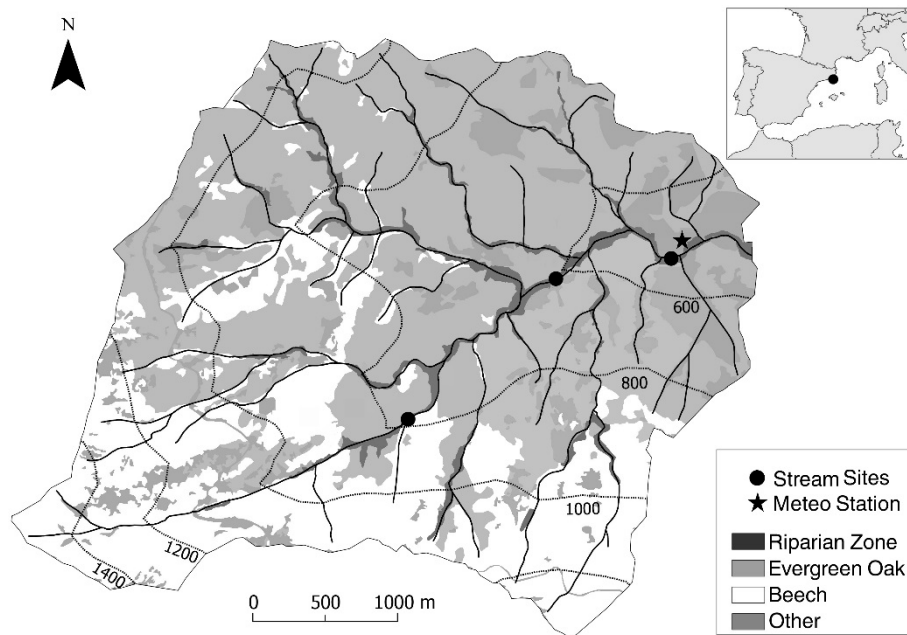 N
600
800
1000
1200
1400
0 500 1000 m
Stream Sites
Meteo Station
Riparian Zone
Evergreen Oak
Beech
Other